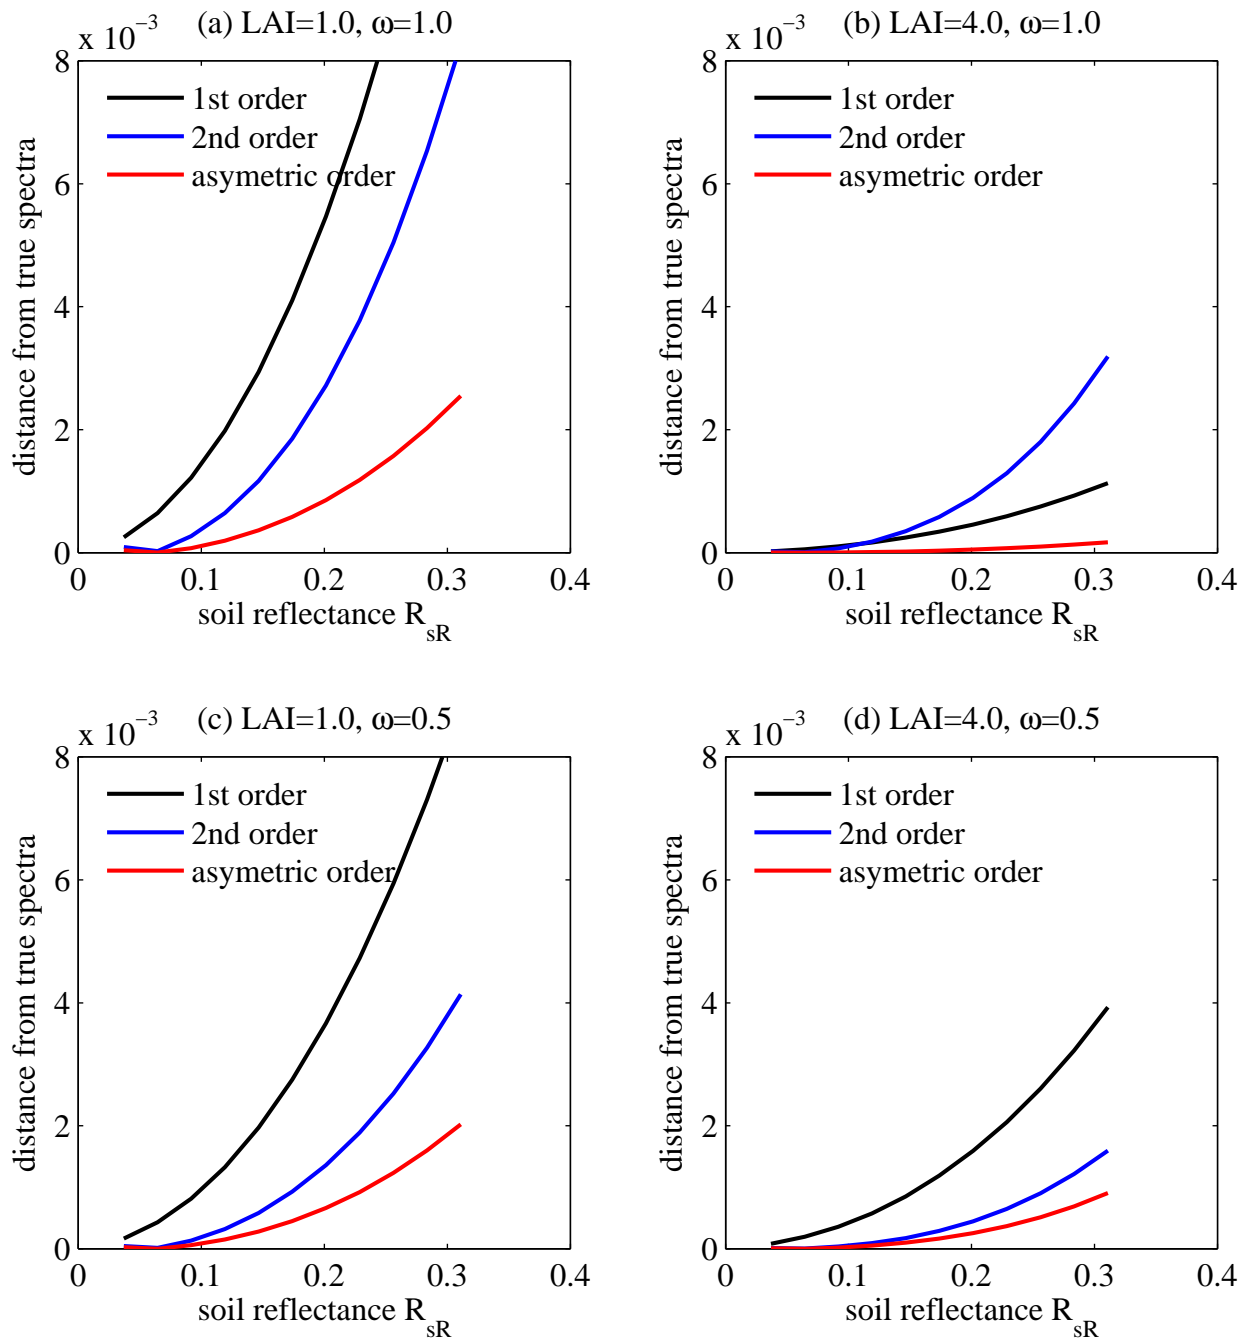 (a) LAI=1.0, ω=1.0
x 10⁻³
8
6
4
2
0
0 0.1 0.2 0.3 0.4
1st order
2nd order
asymetric order
distance from true spectra
soil reflectance R_sR
(b) LAI=4.0, ω=1.0
x 10⁻³
8
6
4
2
0
0 0.1 0.2 0.3 0.4
1st order
2nd order
asymetric order
distance from true spectra
soil reflectance R_sR
(c) LAI=1.0, ω=0.5
x 10⁻³
8
6
4
2
0
0 0.1 0.2 0.3 0.4
1st order
2nd order
asymetric order
distance from true spectra
soil reflectance R_sR
(d) LAI=4.0, ω=0.5
x 10⁻³
8
6
4
2
0
0 0.1 0.2 0.3 0.4
1st order
2nd order
asymetric order
distance from true spectra
soil reflectance R_sR